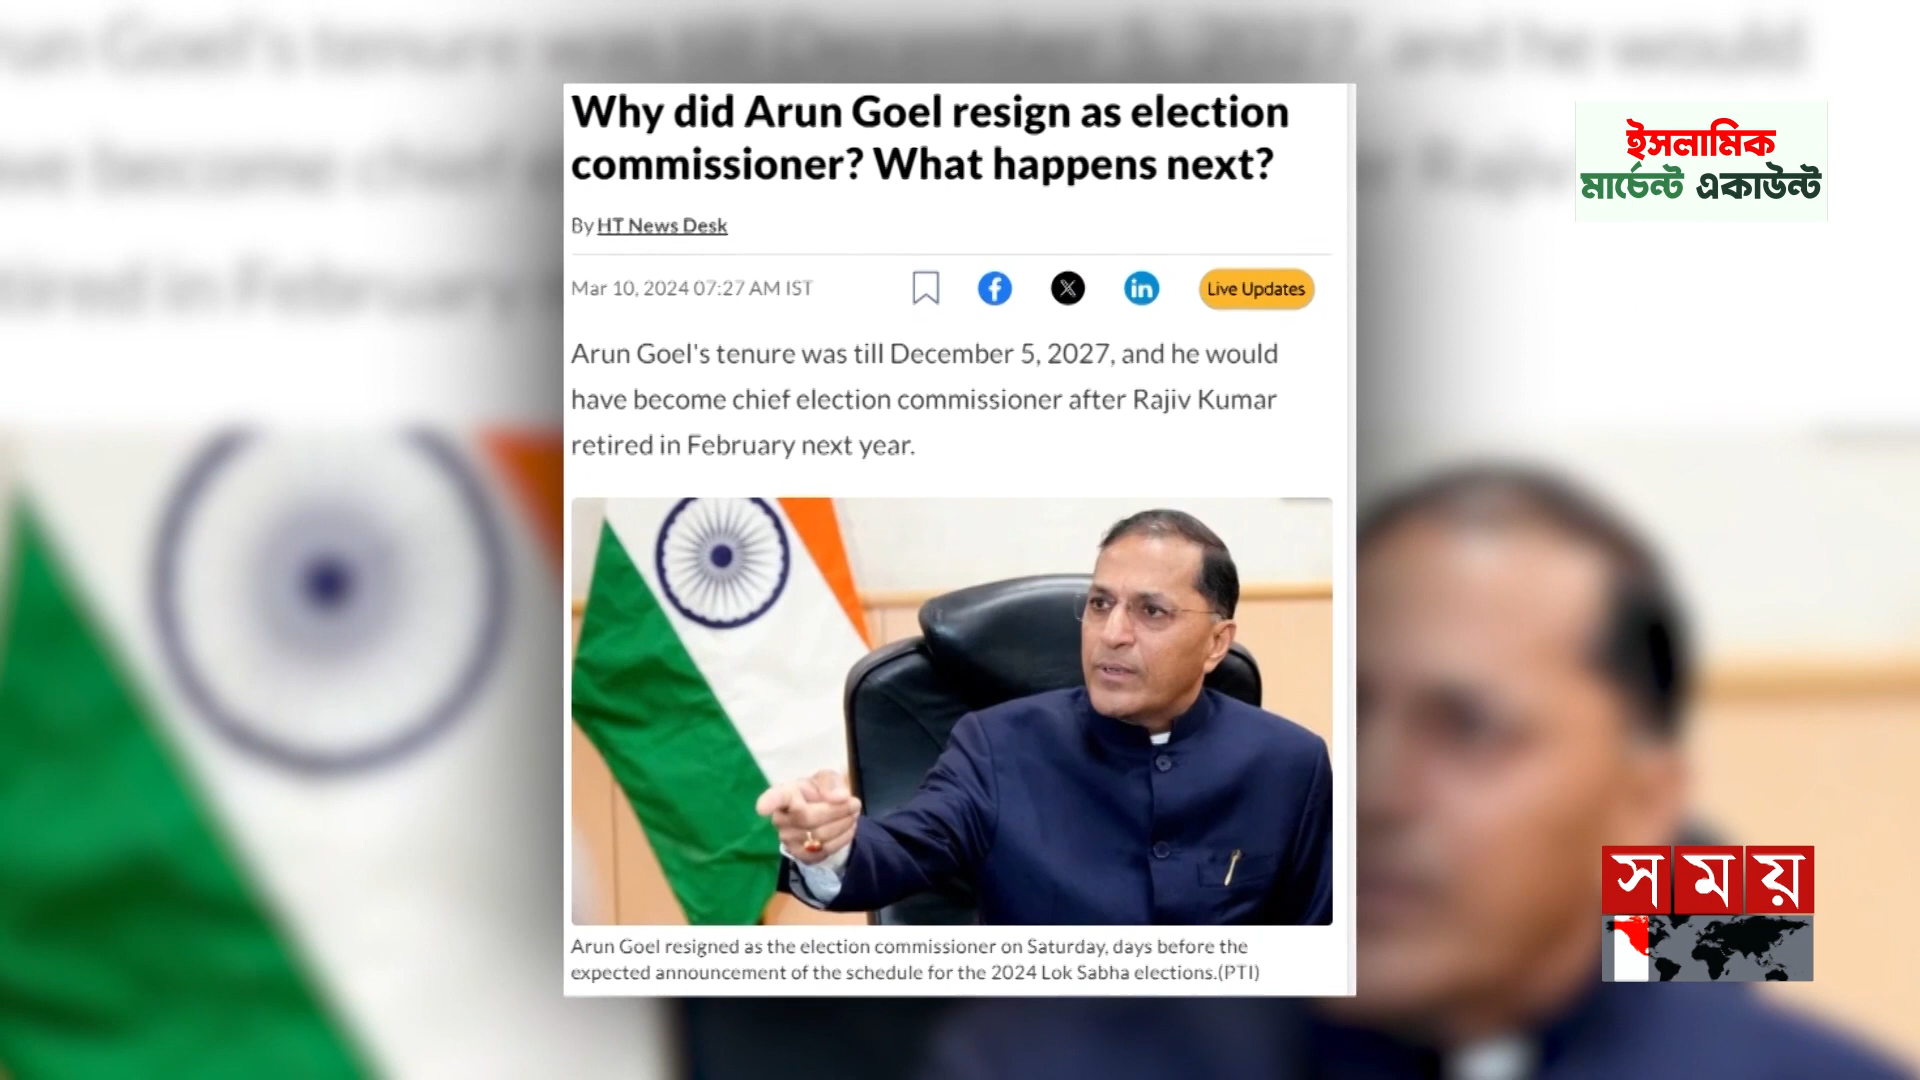 Why did Arun Goel resign as election
commissioner? What happens next?
By HT News Desk
Mar 10, 2024 07:27 AM IST
Live Updates
Arun Goel's tenure was till December 5, 2027, and he would
have become chief election commissioner after Rajiv Kumar
retired in February next year.
Arun Goel resigned as the election commissioner on Saturday, days before the
expected announcement of the schedule for the 2024 Lok Sabha elections.(PTI)
ইসলামিক
মার্চেন্ট একাউন্ট
সময়